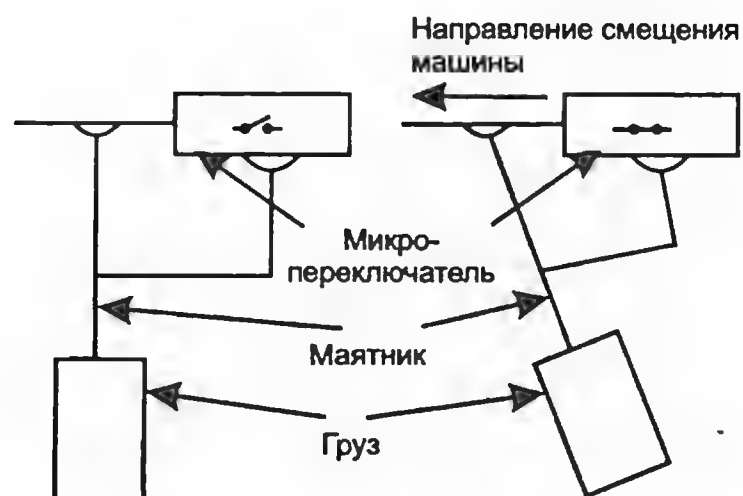 Направление смещения
машины
Микро-
переключатель
Маятник
Груз